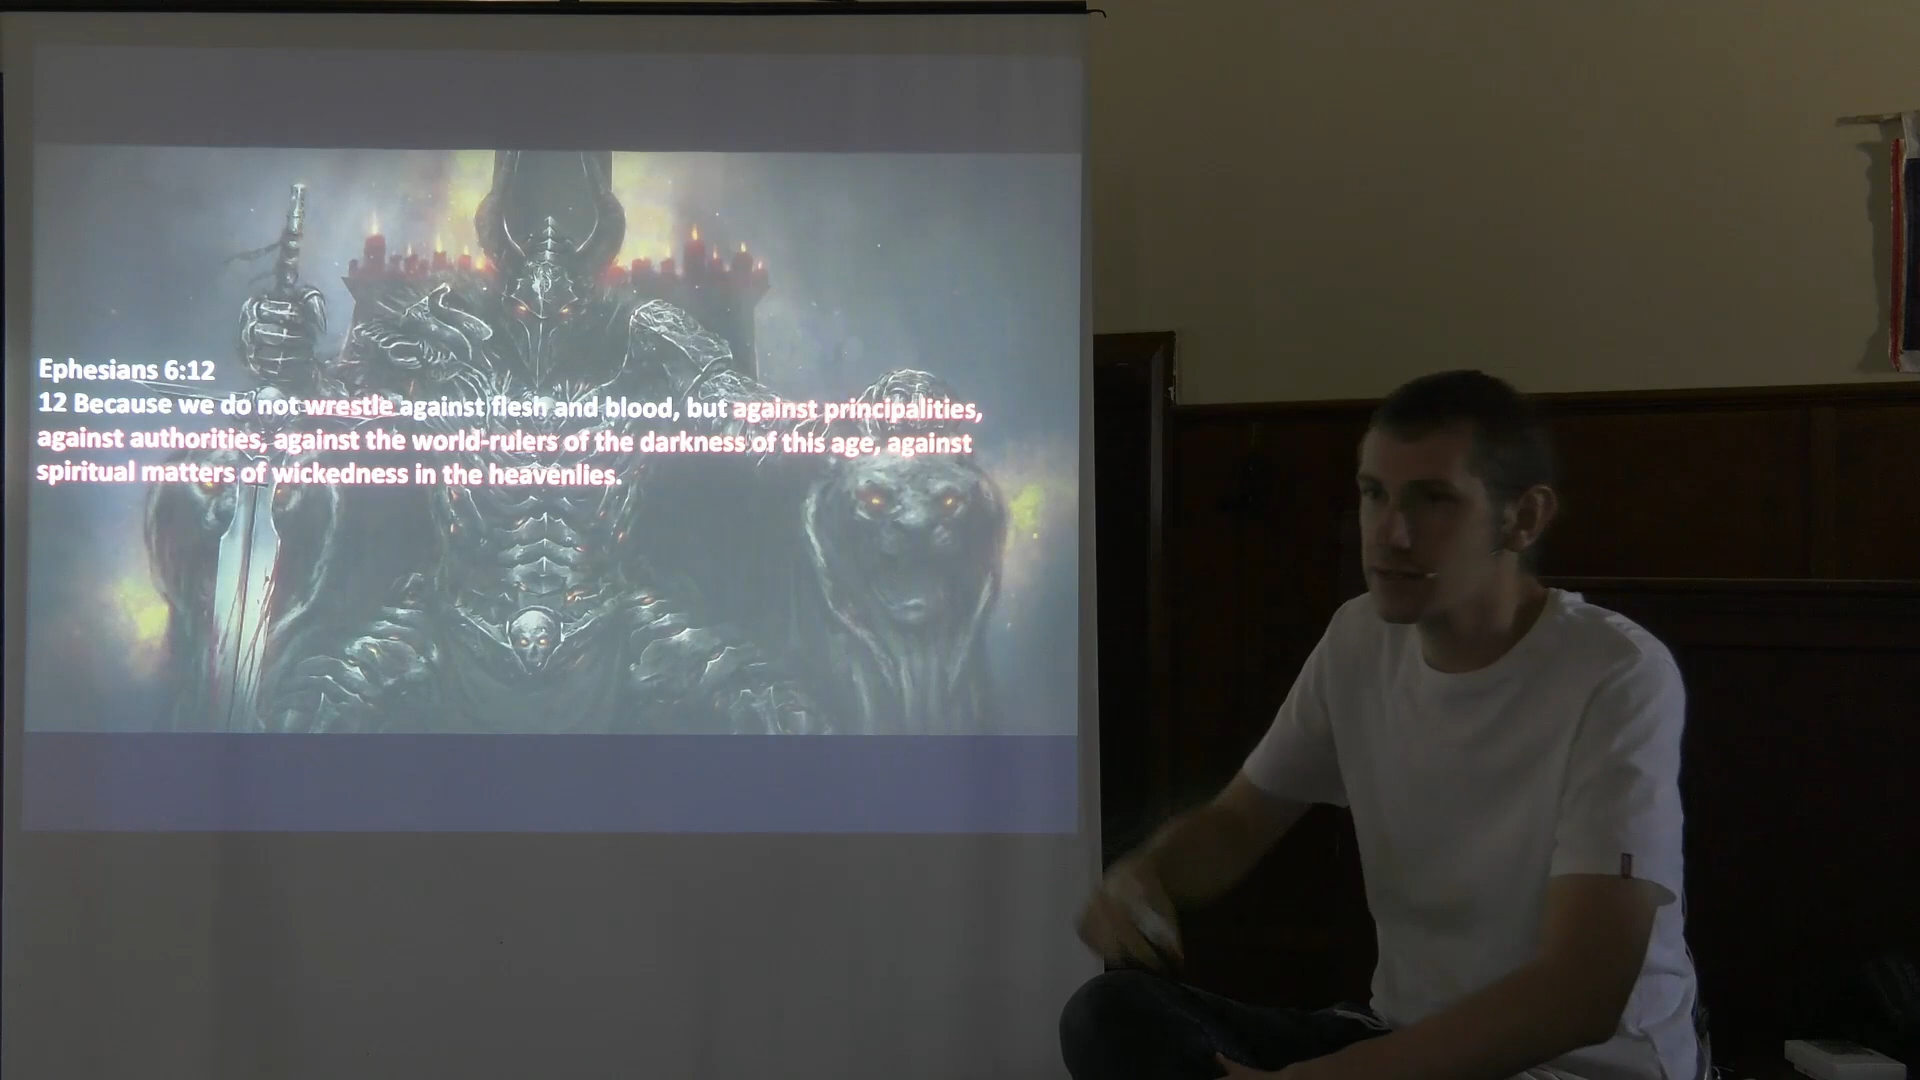 Ephesians 6:12
12 Because we do not wrestle against flesh and blood, but against principalities,
against authorities, against the world-rulers of the darkness of this age, against
spiritual matters of wickedness in the heavenlies.